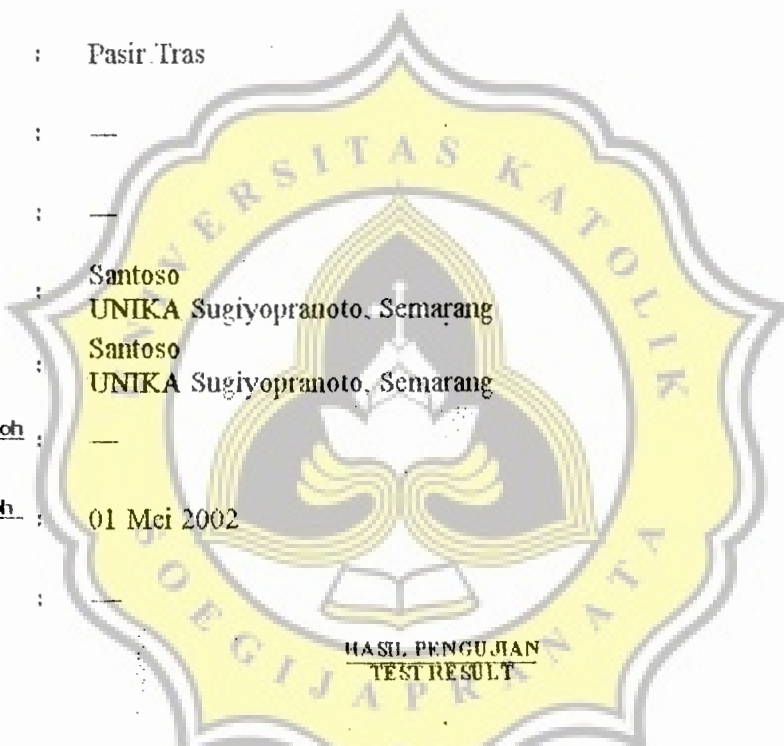 : Pasir Tras
: —
: —
Santoso
: UNIKA Sugiyopranoto, Semarang
Santoso
: UNIKA Sugiyopranoto, Semarang
oh : —
h : 01 Mei 2002
: —
HASIL PENGUJIAN
TEST RESULT
UNIVERSITAS KATOLIK
SOEGIJAPRANATA